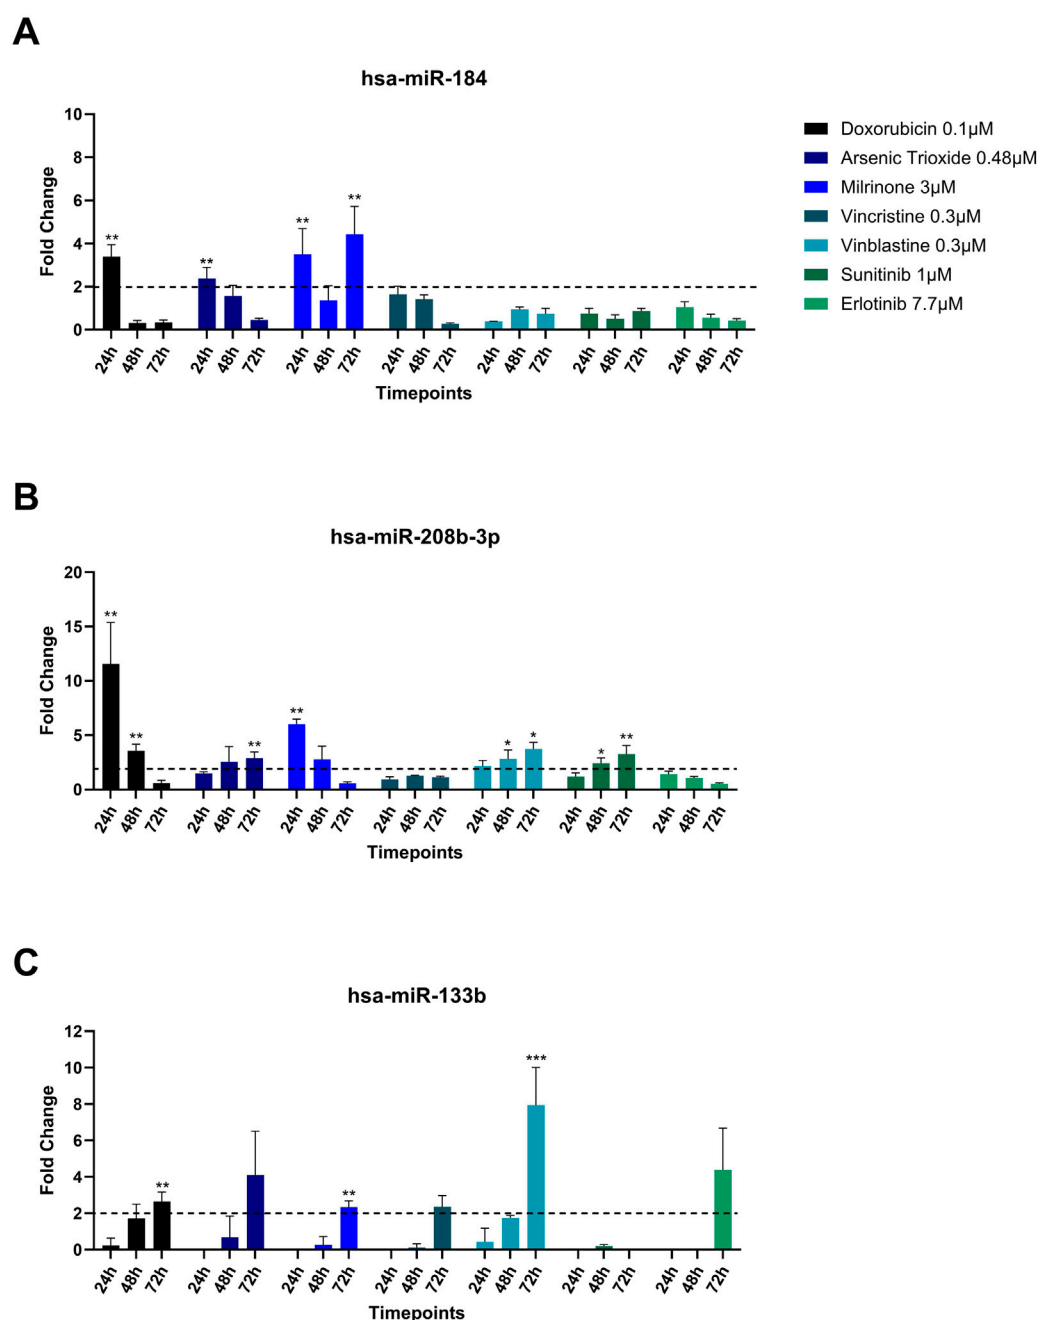 A
hsa-miR-184
Fold Change
10
8
6
4
2
0
** ** ** **
24h 48h 72h 24h 48h 72h 24h 48h 72h 24h 48h 72h 24h 48h 72h 24h 48h 72h 24h 48h 72h
Timepoints
Doxorubicin 0.1µM
Arsenic Trioxide 0.48µM
Milrinone 3µM
Vincristine 0.3µM
Vinblastine 0.3µM
Sunitinib 1µM
Erlotinib 7.7µM
B
hsa-miR-208b-3p
Fold Change
20
15
10
5
0
** ** ** ** * * * **
24h 48h 72h 24h 48h 72h 24h 48h 72h 24h 48h 72h 24h 48h 72h 24h 48h 72h 24h 48h 72h
Timepoints
C
hsa-miR-133b
Fold Change
12
10
8
6
4
2
0
** ** ***
24h 48h 72h 24h 48h 72h 24h 48h 72h 24h 48h 72h 24h 48h 72h 24h 48h 72h 24h 48h 72h
Timepoints